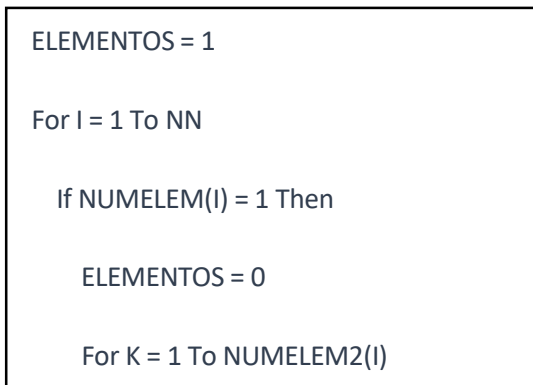 ELEMENTOS = 1
For I = 1 To NN
If NUMELEM(I) = 1 Then
ELEMENTOS = 0
For K = 1 To NUMELEM2(I)